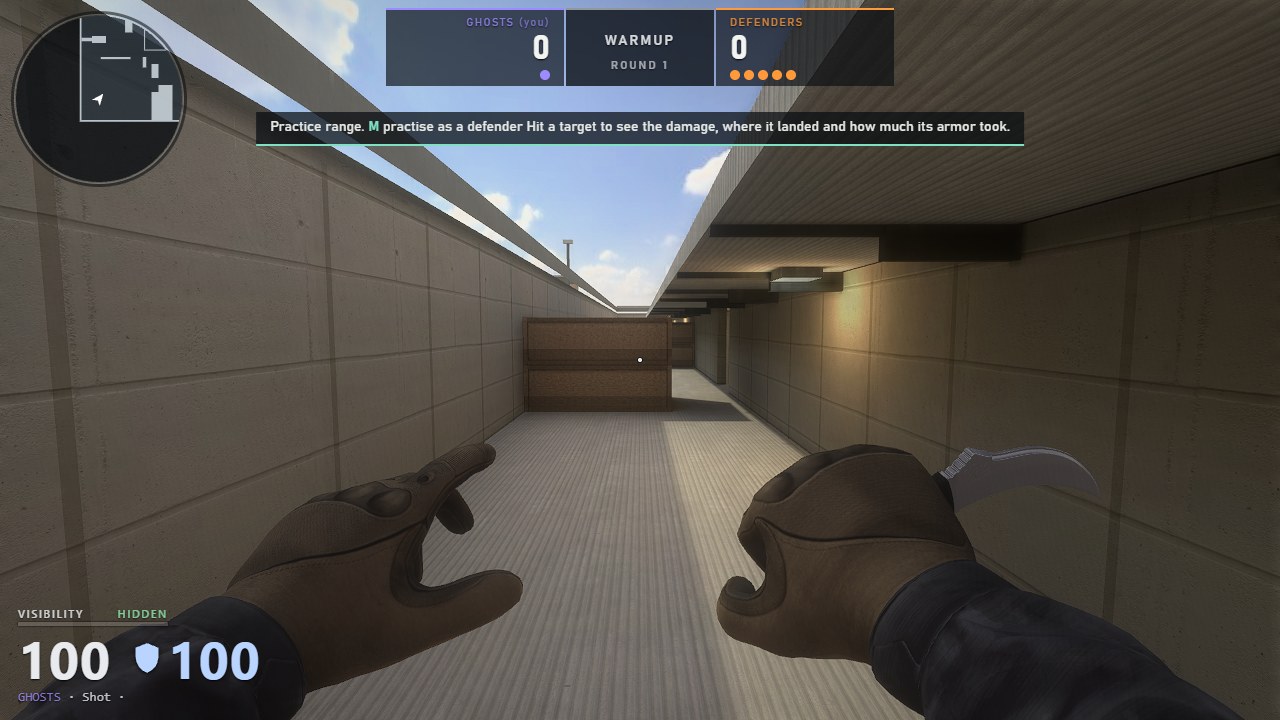 GHOSTS (you)
0
WARMUP
ROUND 1
DEFENDERS
0
Practice range. M practise as a defender Hit a target to see the damage, where it landed and how much its armor took.
VISIBILITY HIDDEN
100 100
GHOSTS · Shot ·